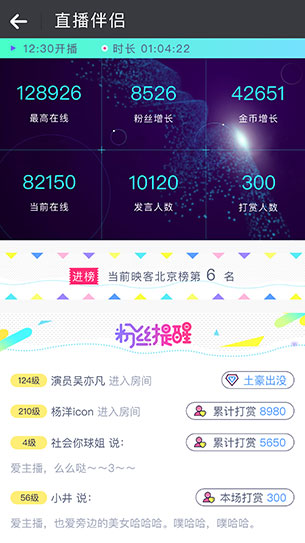 直播伴侣
12:30开播 时长 01:04:22
128926 8526 42651
最高在线 粉丝增长 金币增长
82150 10120 300
当前在线 发言人数 打赏人数
进榜 当前映客北京榜第 6 名
粉丝提醒
124级 演员吴亦凡 进入房间 土豪出没
210级 杨洋icon 进入房间 累计打赏 8980
4级 社会你球姐 说： 累计打赏 5650
爱主播，么么哒～～3～～
56级 小井 说： 本场打赏 300
爱主播，也爱旁边的美女哈哈哈。噗哈哈，噗哈哈。